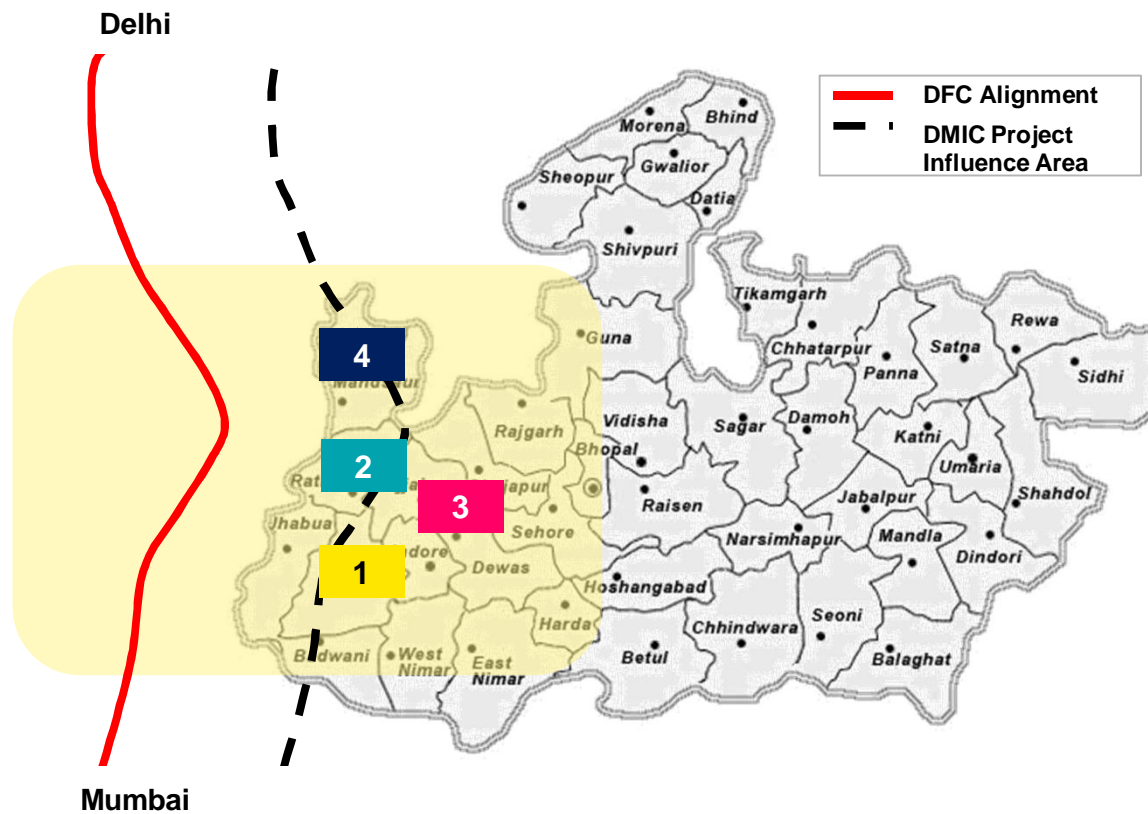 Delhi
DFC Alignment
DMIC Project
Influence Area
Morena
Bhind
Gwalior
Sheopur
Datia
Shivpuri
Tikamgarh
Rewa
Guna
4
Chhatarpur
Satna
Panna
Sidhi
Rajgarh
Vidisha
Sagar
Damoh
Katni
Bhopal
2
Umaria
3
Raisen
Jabalpur
Shahdol
Jhabua
Sehore
Narsimhapur
Mandla
Dindori
1
Dewas
Hoshangabad
Harda
Seoni
Chhindwara
Badwani
West
Nimar
East
Nimar
Betul
Balaghat
Mumbai